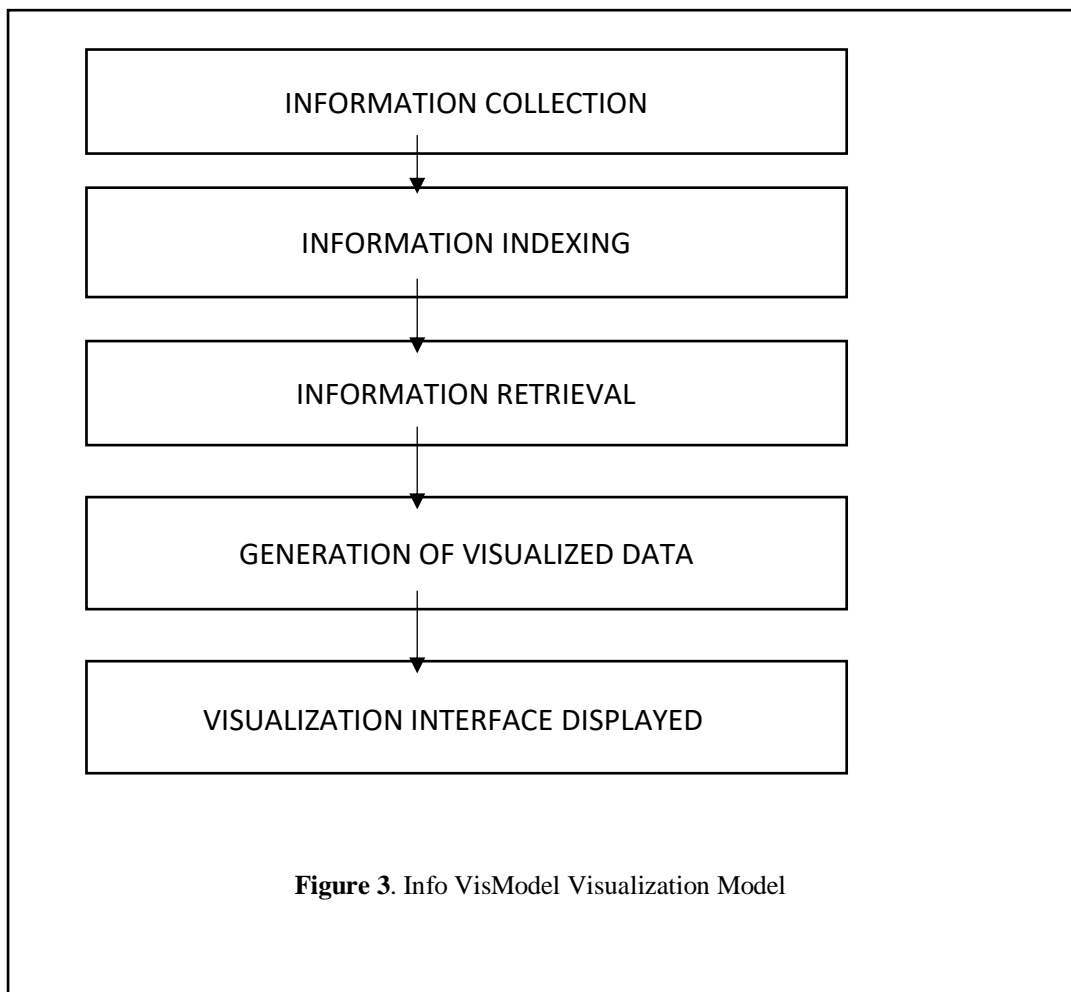 INFORMATION COLLECTION
INFORMATION INDEXING
INFORMATION RETRIEVAL
GENERATION OF VISUALIZED DATA
VISUALIZATION INTERFACE DISPLAYED
Figure 3. Info VisModel Visualization Model